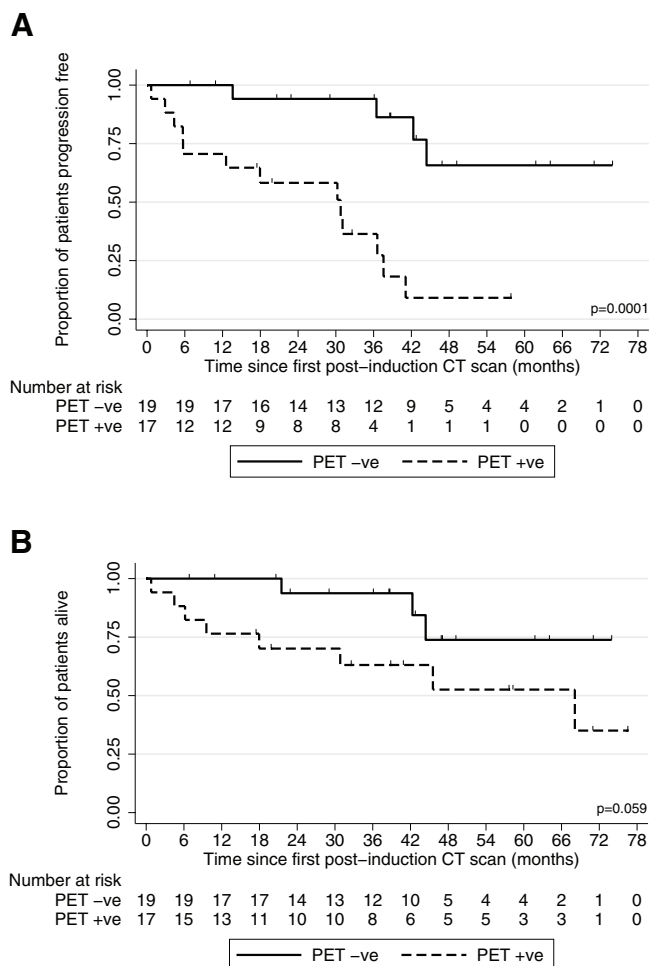 A
Proportion of patients progression free
1.00
0.75
0.50
0.25
0.00
p=0.0001
0 6 12 18 24 30 36 42 48 54 60 66 72 78
Time since first post−induction CT scan (months)
Number at risk
PET −ve 19 19 17 16 14 13 12 9 5 4 4 2 1 0
PET +ve 17 12 12 9 8 8 4 1 1 1 0 0 0 0
PET −ve PET +ve
B
Proportion of patients alive
1.00
0.75
0.50
0.25
0.00
p=0.059
0 6 12 18 24 30 36 42 48 54 60 66 72 78
Time since first post−induction CT scan (months)
Number at risk
PET −ve 19 19 17 17 14 13 12 10 5 4 4 2 1 0
PET +ve 17 15 13 11 10 10 8 6 5 5 3 3 1 0
PET −ve PET +ve